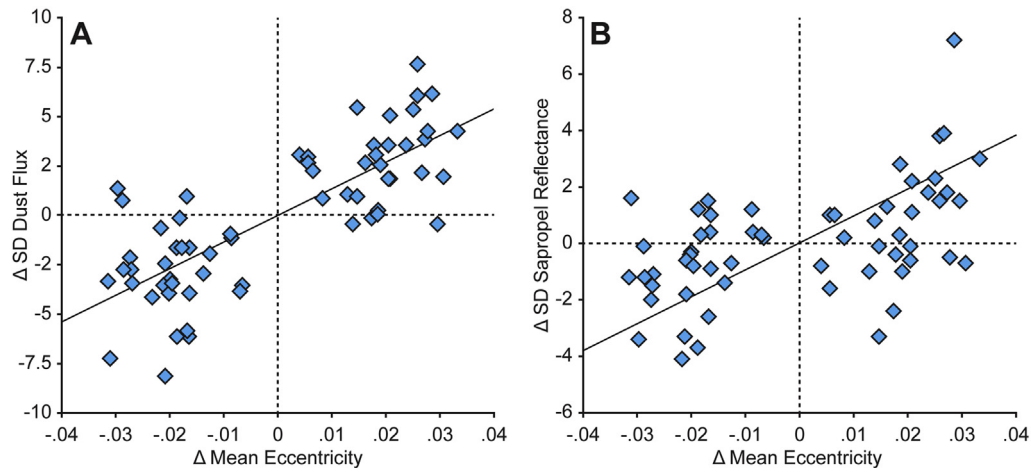 A
10
7.5
5
2
0
-2.5
-5
-7.5
-10
Δ SD Dust Flux
-.04 -.03 -.02 -.01 0 .01 .02 .03 .04
Δ Mean Eccentricity
B
8
6
4
2
0
-2
-4
-6
Δ SD Sapropel Reflectance
-.04 -.03 -.02 -.01 0 .01 .02 .03 .04
Δ Mean Eccentricity